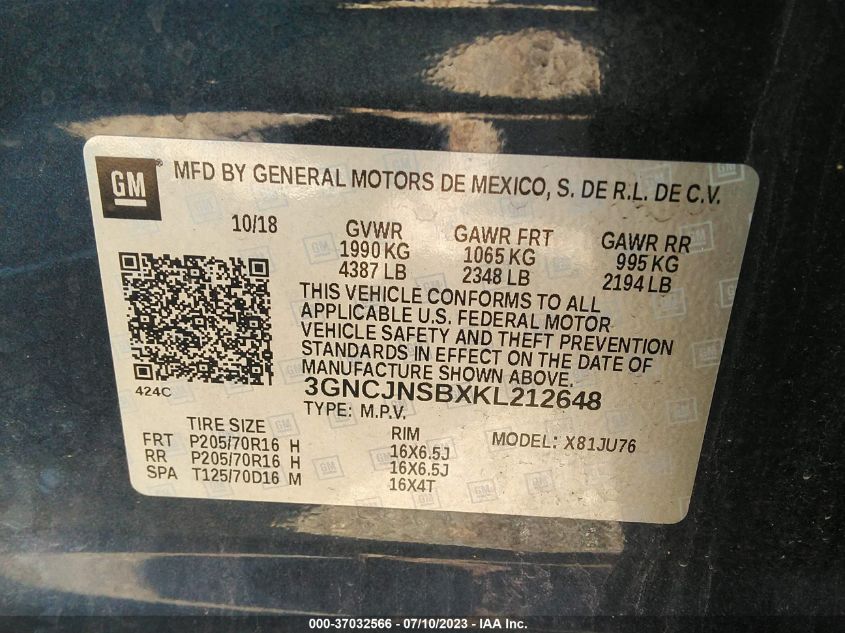 GM
MFD BY GENERAL MOTORS DE MEXICO, S. DE R.L. DE C.V.
10/18
GVWR
1990 KG
4387 LB
GAWR FRT
1065 KG
2348 LB
GAWR RR
995 KG
2194 LB
THIS VEHICLE CONFORMS TO ALL
APPLICABLE U.S. FEDERAL MOTOR
VEHICLE SAFETY AND THEFT PREVENTION
STANDARDS IN EFFECT ON THE DATE OF
MANUFACTURE SHOWN ABOVE.
424C
3GNCJNSBXKL212648
TYPE: M.P.V.
MODEL: X81JU76
TIRE SIZE RIM
FRT P205/70R16 H 16X6.5J
RR P205/70R16 H 16X6.5J
SPA T125/70D16 M 16X4T
000-37032566 - 07/10/2023 - IAA Inc.